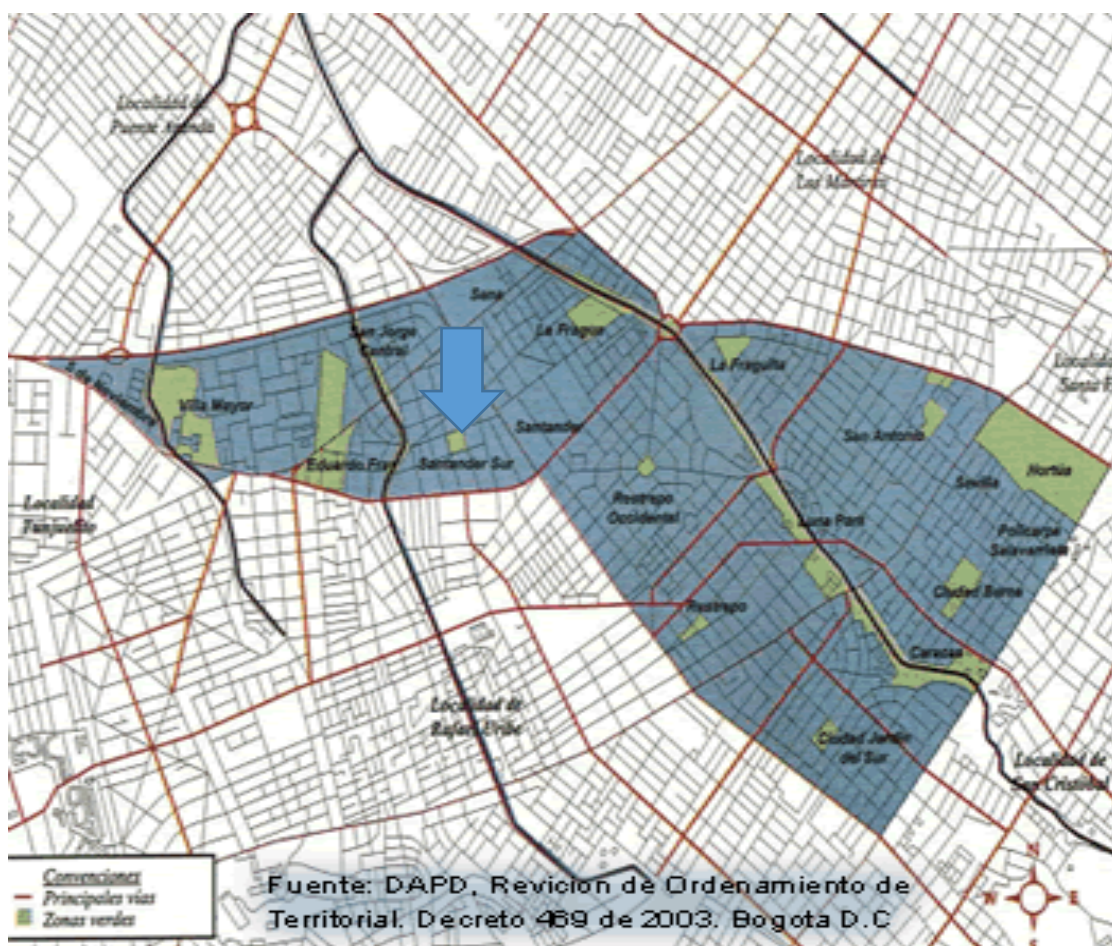 Localidad de
Puente Aranda
Localidad de
Los Mártires
Localidad
Santa
Sena
La Fragua
San Jorge
Central
La Fraguita
Villa Mayor
San Antonio
Santander
Eduardo Frey
Santander Sur
Hortúa
Sevilla
Restrepo
Occidental
Luna Park
Policarpa
Salavarrieta
Localidad
Tunjuelito
Ciudad Berna
Restrepo
Caracas
Localidad de
Rafael Uribe
Ciudad Jardín
del Sur
Localidad de
San Cristóbal
Convenciones
Principales vias
Zonas verdes
Fuente: DAPD, Revicion de Ordenamiento de
Territorial. Decreto 469 de 2003. Bogota D.C
N
W
E